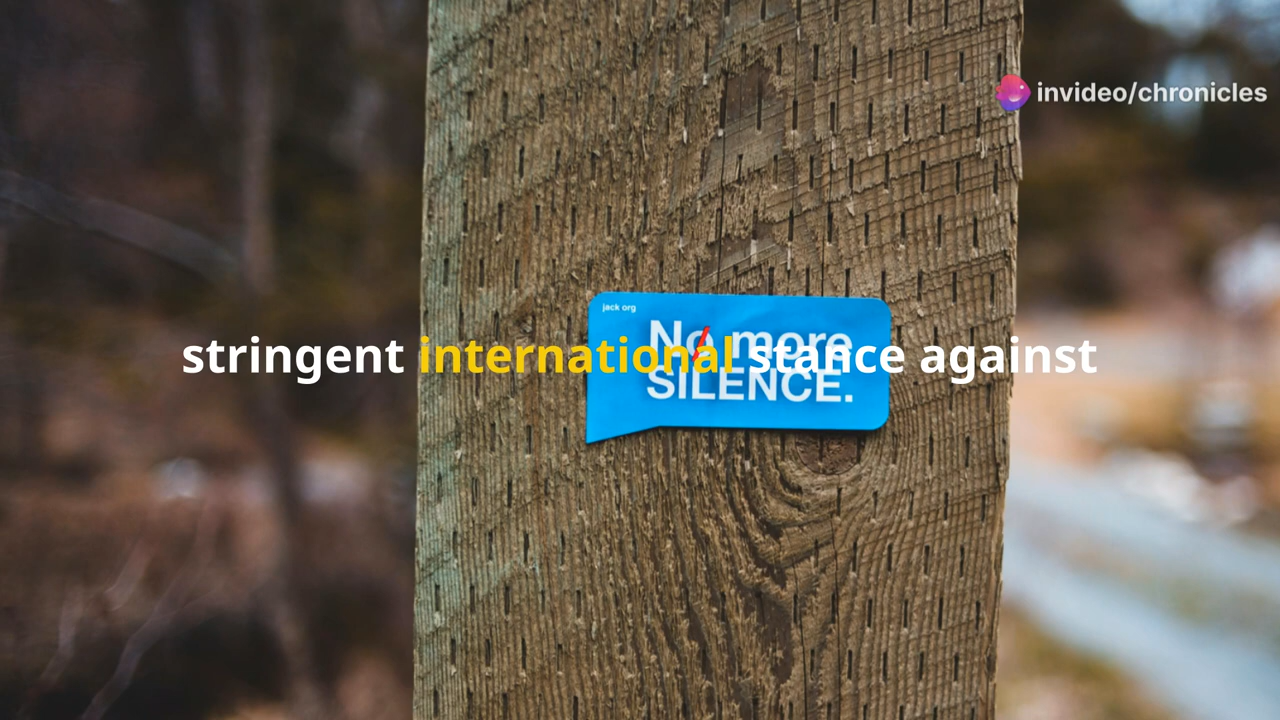 invideo/chronicles
jack org
No more
stringent international stance against
SILENCE.